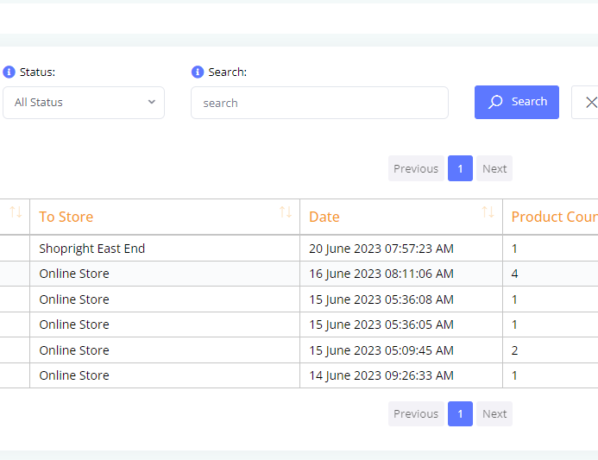 Status:
Search:
All Status
search
Search
Previous 1 Next
To Store Date Product Coun
Shopright East End 20 June 2023 07:57:23 AM 1
Online Store 16 June 2023 08:11:06 AM 4
Online Store 15 June 2023 05:36:08 AM 1
Online Store 15 June 2023 05:36:05 AM 1
Online Store 15 June 2023 05:09:45 AM 2
Online Store 14 June 2023 09:26:33 AM 1
Previous 1 Next